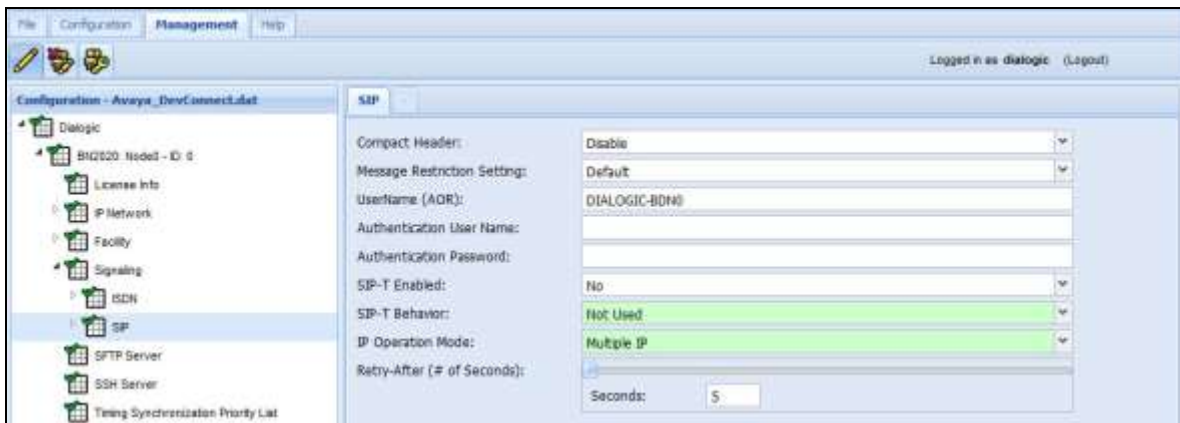 File Configuration Management Help
Logged in as dialogic (Logout)
Configuration - Avaya_DevConnect.dat
SIP
Dialogic
BN2020: Node0 - ID: 0
License Info
IP Network
Facility
Signaling
ISDN
SIP
SFTP Server
SSH Server
Timing Synchronization Priority List
Compact Header: Disable
Message Restriction Setting: Default
UserName (AOR): DIALOGIC-BDN0
Authentication User Name:
Authentication Password:
SIP-T Enabled: No
SIP-T Behavior: Not Used
IP Operation Mode: Multiple IP
Retry-After (# of Seconds):
Seconds: 5